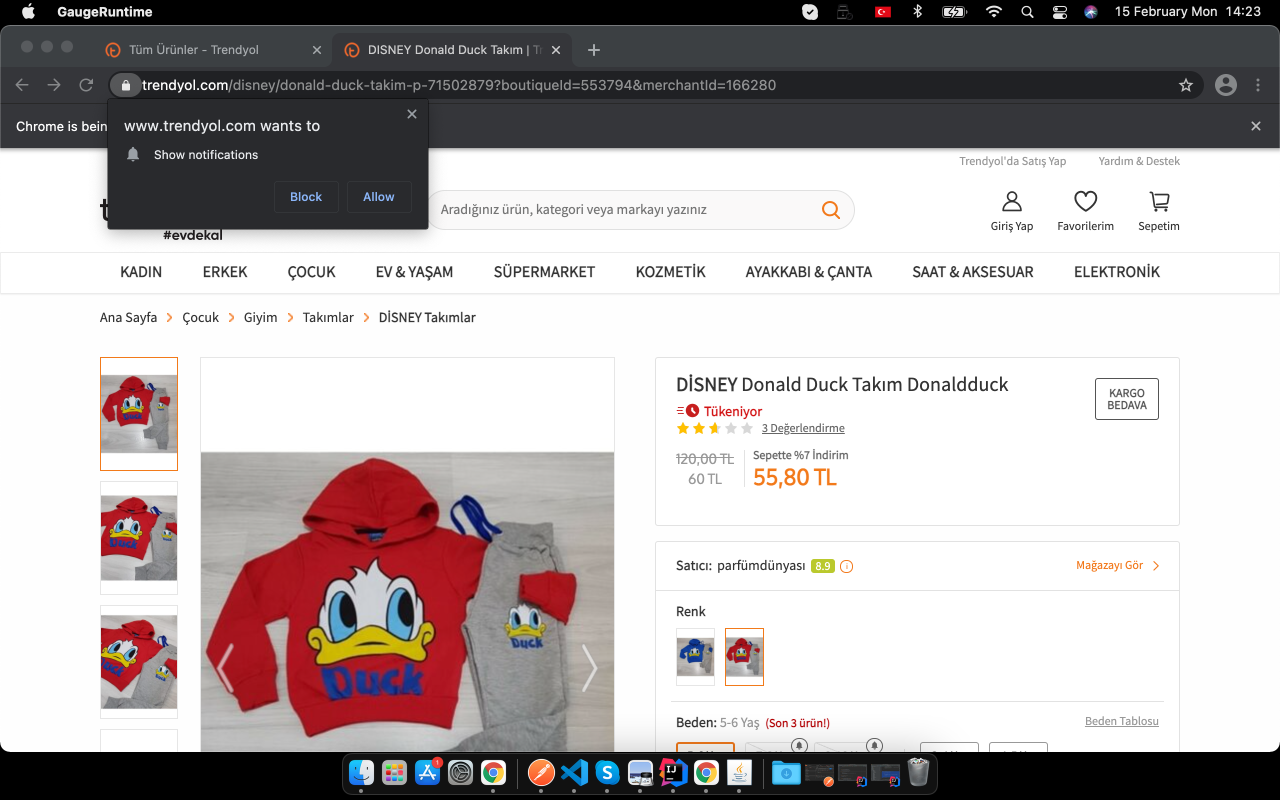 GaugeRuntime
15 February Mon 14:23
Tüm Ürünler - Trendyol
DISNEY Donald Duck Takım | T
trendyol.com/disney/donald-duck-takim-p-71502879?boutiqueId=553794&merchantId=166280
Chrome is bein
www.trendyol.com wants to
Show notifications
Block
Allow
Trendyol'da Satış Yap
Yardım & Destek
#evdekal
Aradığınız ürün, kategori veya markayı yazınız
Giriş Yap
Favorilerim
Sepetim
KADIN
ERKEK
ÇOCUK
EV & YAŞAM
SÜPERMARKET
KOZMETİK
AYAKKABI & ÇANTA
SAAT & AKSESUAR
ELEKTRONİK
Ana Sayfa
Çocuk
Giyim
Takımlar
DİSNEY Takımlar
DİSNEY Donald Duck Takım Donaldduck
KARGO
BEDAVA
Tükeniyor
3 Değerlendirme
120,00 TL
60 TL
Sepette %7 İndirim
55,80 TL
Satıcı: parfümdünyası 8.9
Mağazayı Gör
Renk
Duck
Duck
Beden: 5-6 Yaş (Son 3 ürün!)
Beden Tablosu